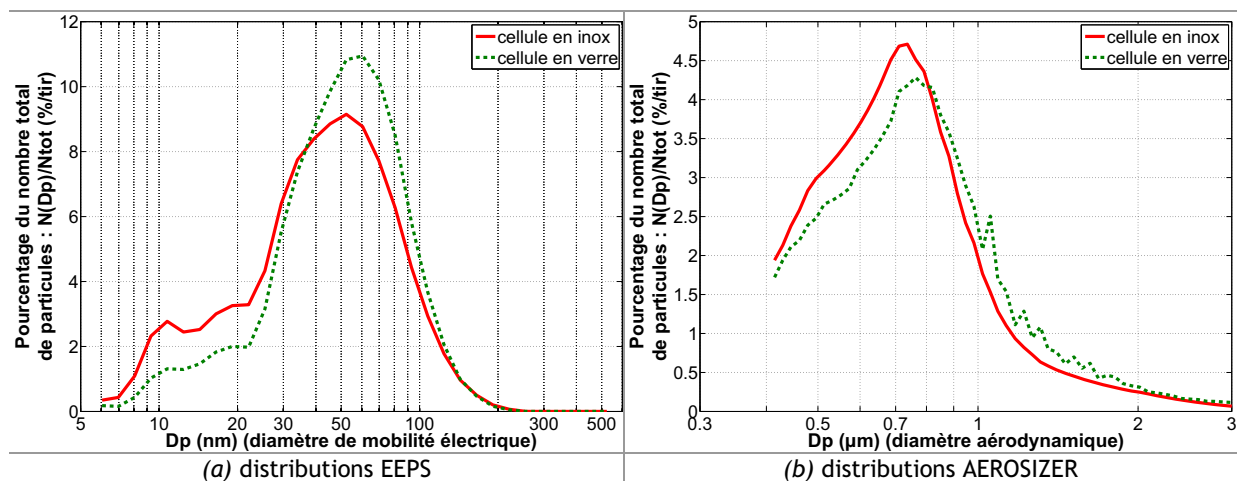 12
10
8
6
4
2
0
5
10
20
30
50
100
300
500
Pourcentage du nombre total
de particules : N(Dp)/Ntot (%/tir)
Dp (nm) (diamètre de mobilité électrique)
cellule en inox
cellule en verre
(a) distributions EEPS
5
4.5
4
3.5
3
2.5
2
1.5
1
0.5
0
0.3
0.5
0.7
1
2
3
Pourcentage du nombre total
de particules : N(Dp)/Ntot (%/tir)
Dp (µm) (diamètre aérodynamique)
cellule en inox
cellule en verre
(b) distributions AEROSIZER